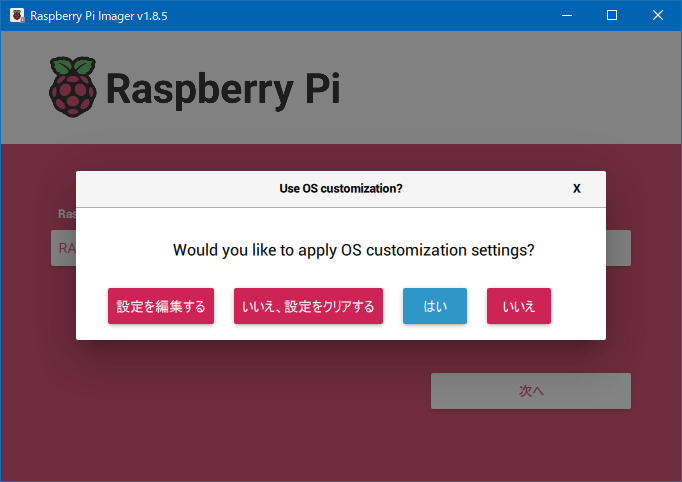 Raspberry Pi Imager v1.8.5
Raspberry Pi
Use OS customization?
X
Would you like to apply OS customization settings?
設定を編集する
いいえ、設定をクリアする
はい
いいえ
次へ